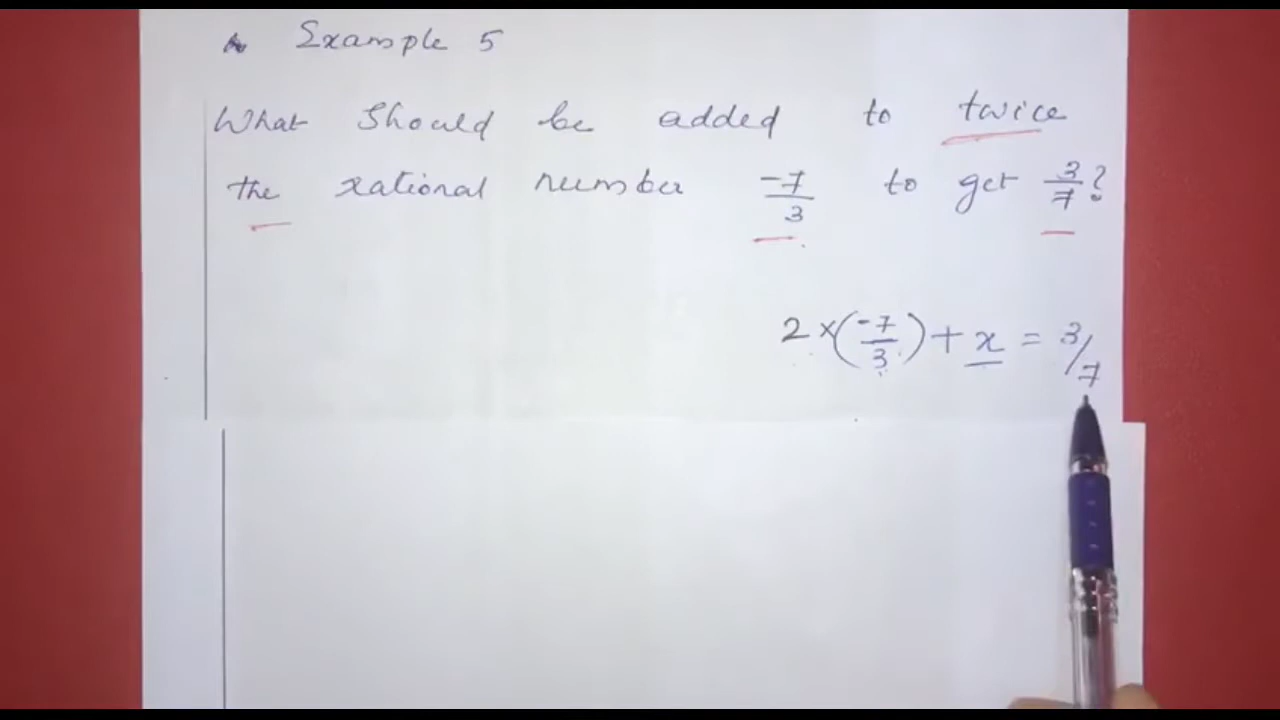 Example 5
What should be added to twice
the rational number -7/3 to get 3/7?
2×(-7/3)+x = 3/7